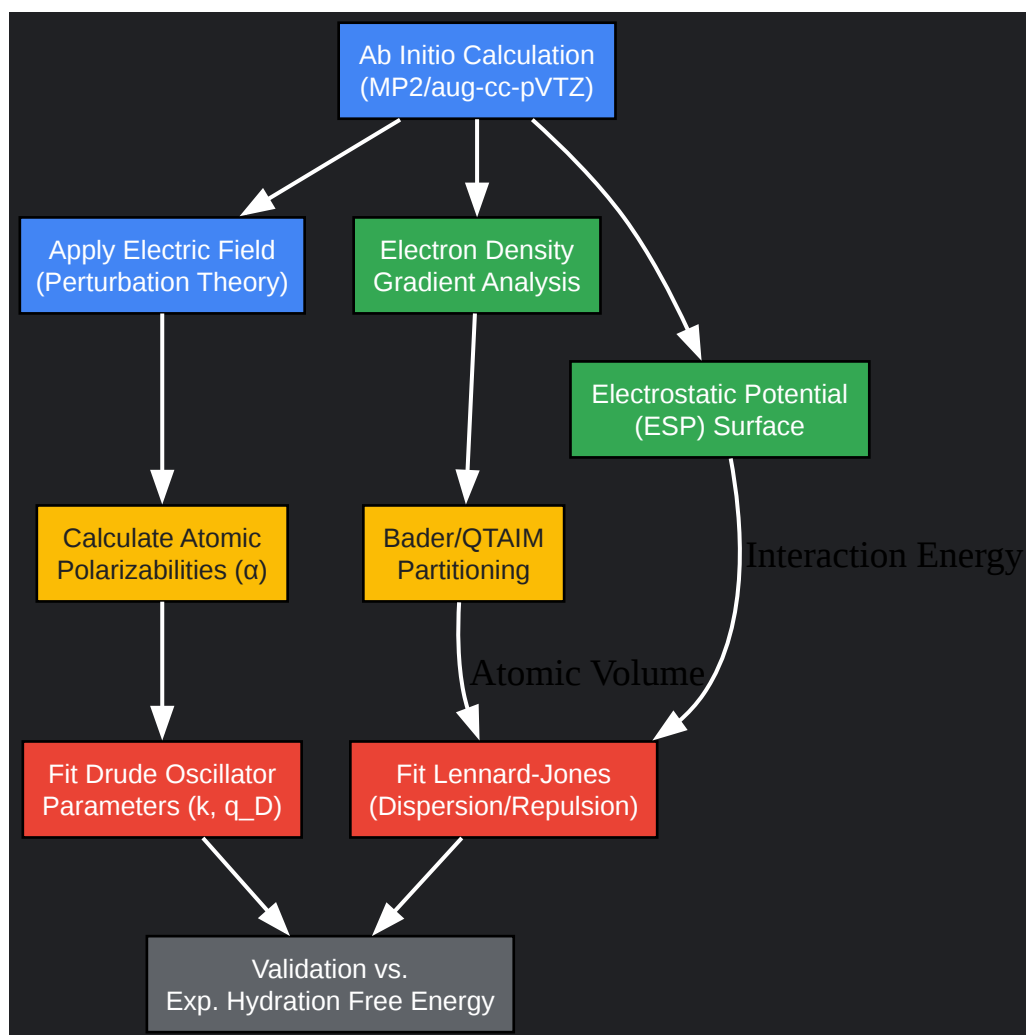 Ab Initio Calculation
(MP2/aug-cc-pVTZ)
Apply Electric Field
(Perturbation Theory)
Electron Density
Gradient Analysis
Electrostatic Potential
(ESP) Surface
Calculate Atomic
Polarizabilities (α)
Bader/QTAIM
Partitioning
Interaction Energy
Atomic Volume
Fit Drude Oscillator
Parameters (k, q_D)
Fit Lennard-Jones
(Dispersion/Repulsion)
Validation vs.
Exp. Hydration Free Energy